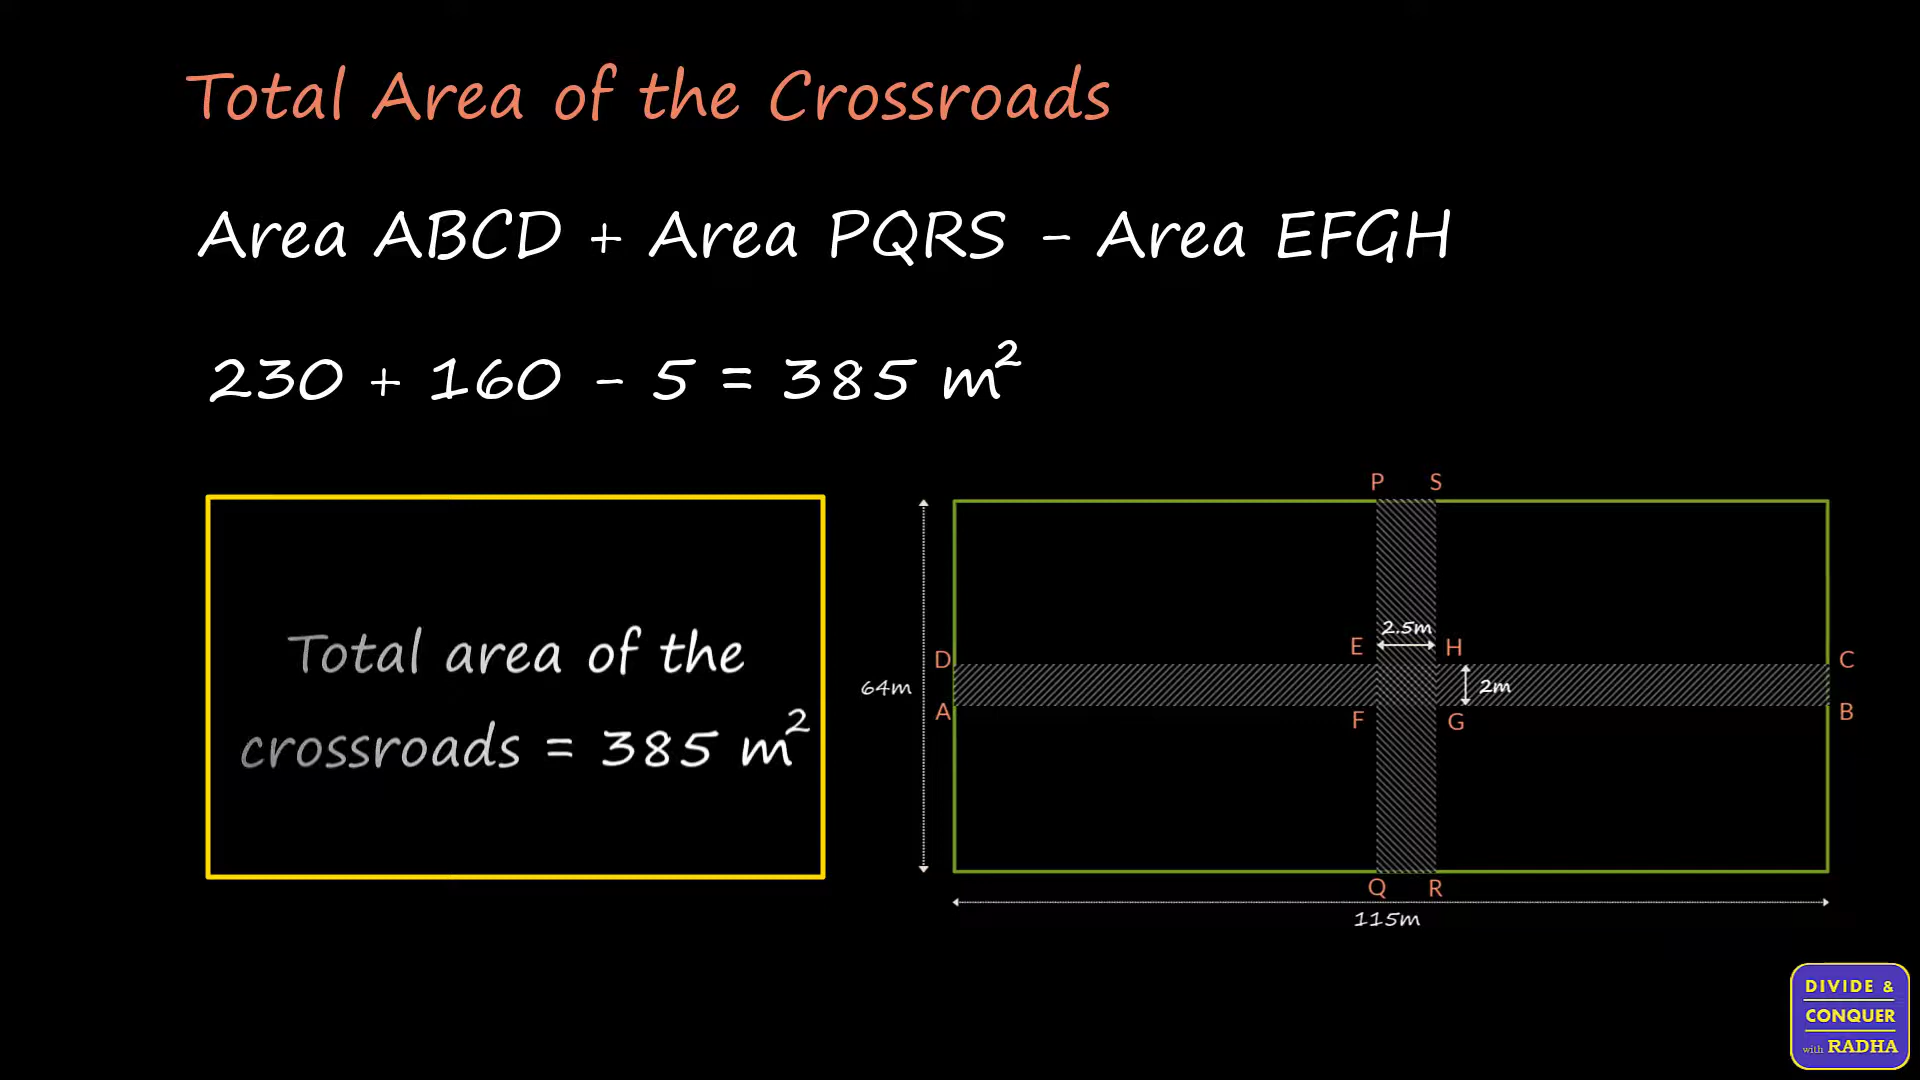 Total Area of the Crossroads
Area ABCD + Area PQRS - Area EFGH
230 + 160 - 5 = 385 m²
Total area of the
crossroads = 385 m²
P S
2.5m
E H
D C
64m 2m
A B
F G
Q R
115m
DIVIDE &
CONQUER
with RADHA